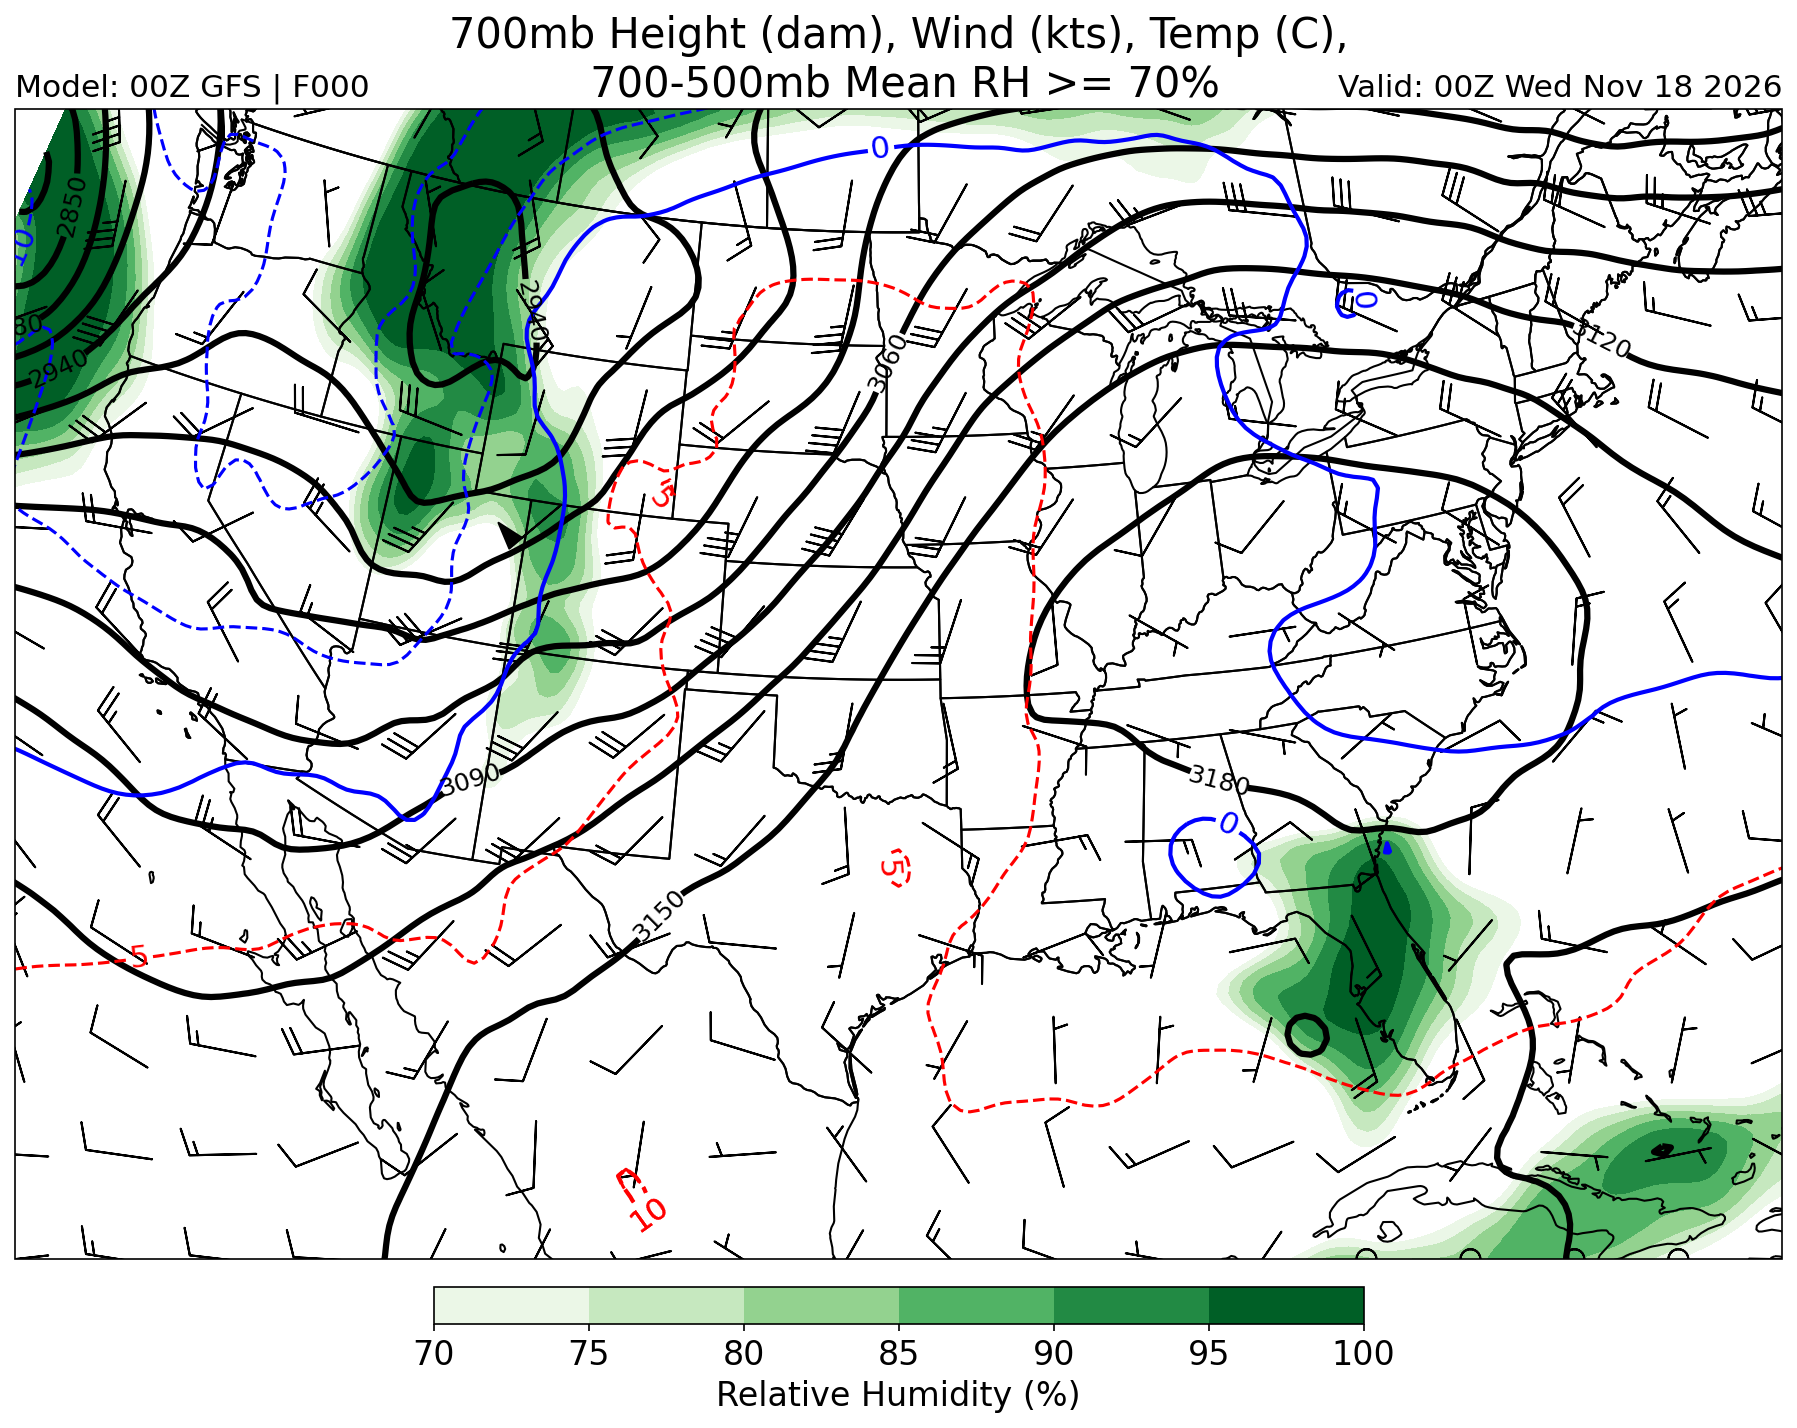 700mb Height (dam), Wind (kts), Temp (C),
Model: 00Z GFS | F000
700-500mb Mean RH >= 70%
Valid: 00Z Wed Nov 18 2026
0
2850
2940
0
3120
3060
80
2940
5
3090
3180
0
5
3150
5
10
70 75 80 85 90 95 100
Relative Humidity (%)